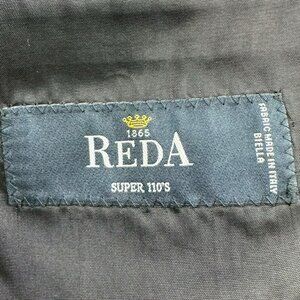 1865
REDA
SUPER 110'S
FABRIC MADE IN ITALY
BIELLA